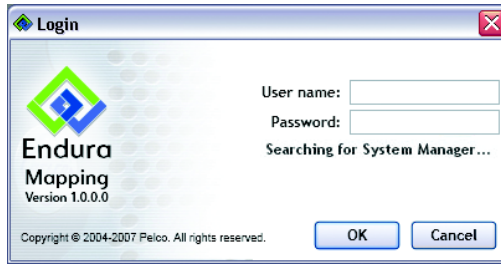 Login
User name:
Password:
Searching for System Manager...
Endura
Mapping
Version 1.0.0.0
Copyright © 2004-2007 Pelco. All rights reserved.
OK
Cancel